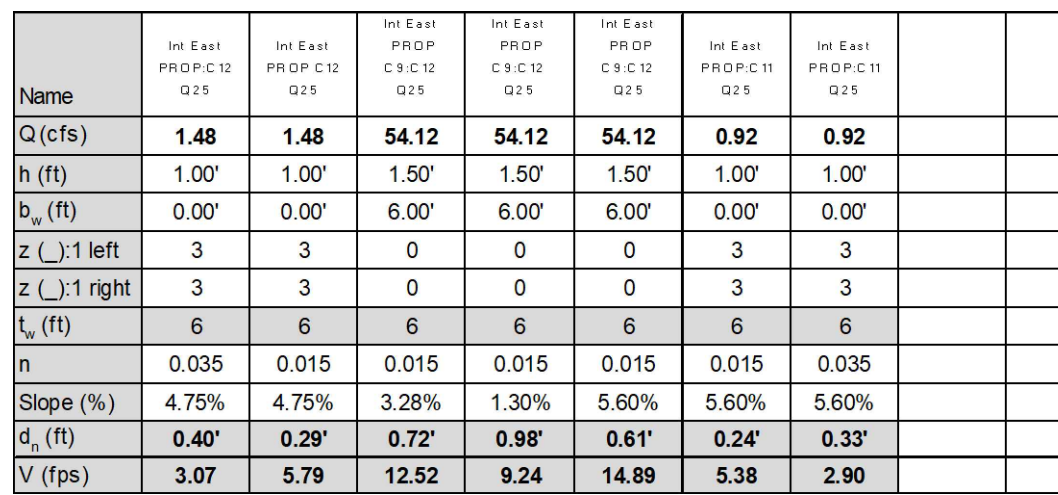 Name Int East PROP:C12 Q25 Int East PROP C12 Q25 Int East PROP C9:C12 Q25 Int East PROP C9:C12 Q25 Int East PROP C9:C12 Q25 Int East PROP:C11 Q25 Int East PROP:C11 Q25
Q (cfs) 1.48 1.48 54.12 54.12 54.12 0.92 0.92
h (ft) 1.00' 1.00' 1.50' 1.50' 1.50' 1.00' 1.00'
bw (ft) 0.00' 0.00' 6.00' 6.00' 6.00' 0.00' 0.00'
z (_):1 left 3 3 0 0 0 3 3
z (_):1 right 3 3 0 0 0 3 3
tw (ft) 6 6 6 6 6 6 6
n 0.035 0.015 0.015 0.015 0.015 0.015 0.035
Slope (%) 4.75% 4.75% 3.28% 1.30% 5.60% 5.60% 5.60%
dn (ft) 0.40' 0.29' 0.72' 0.98' 0.61' 0.24' 0.33'
V (fps) 3.07 5.79 12.52 9.24 14.89 5.38 2.90